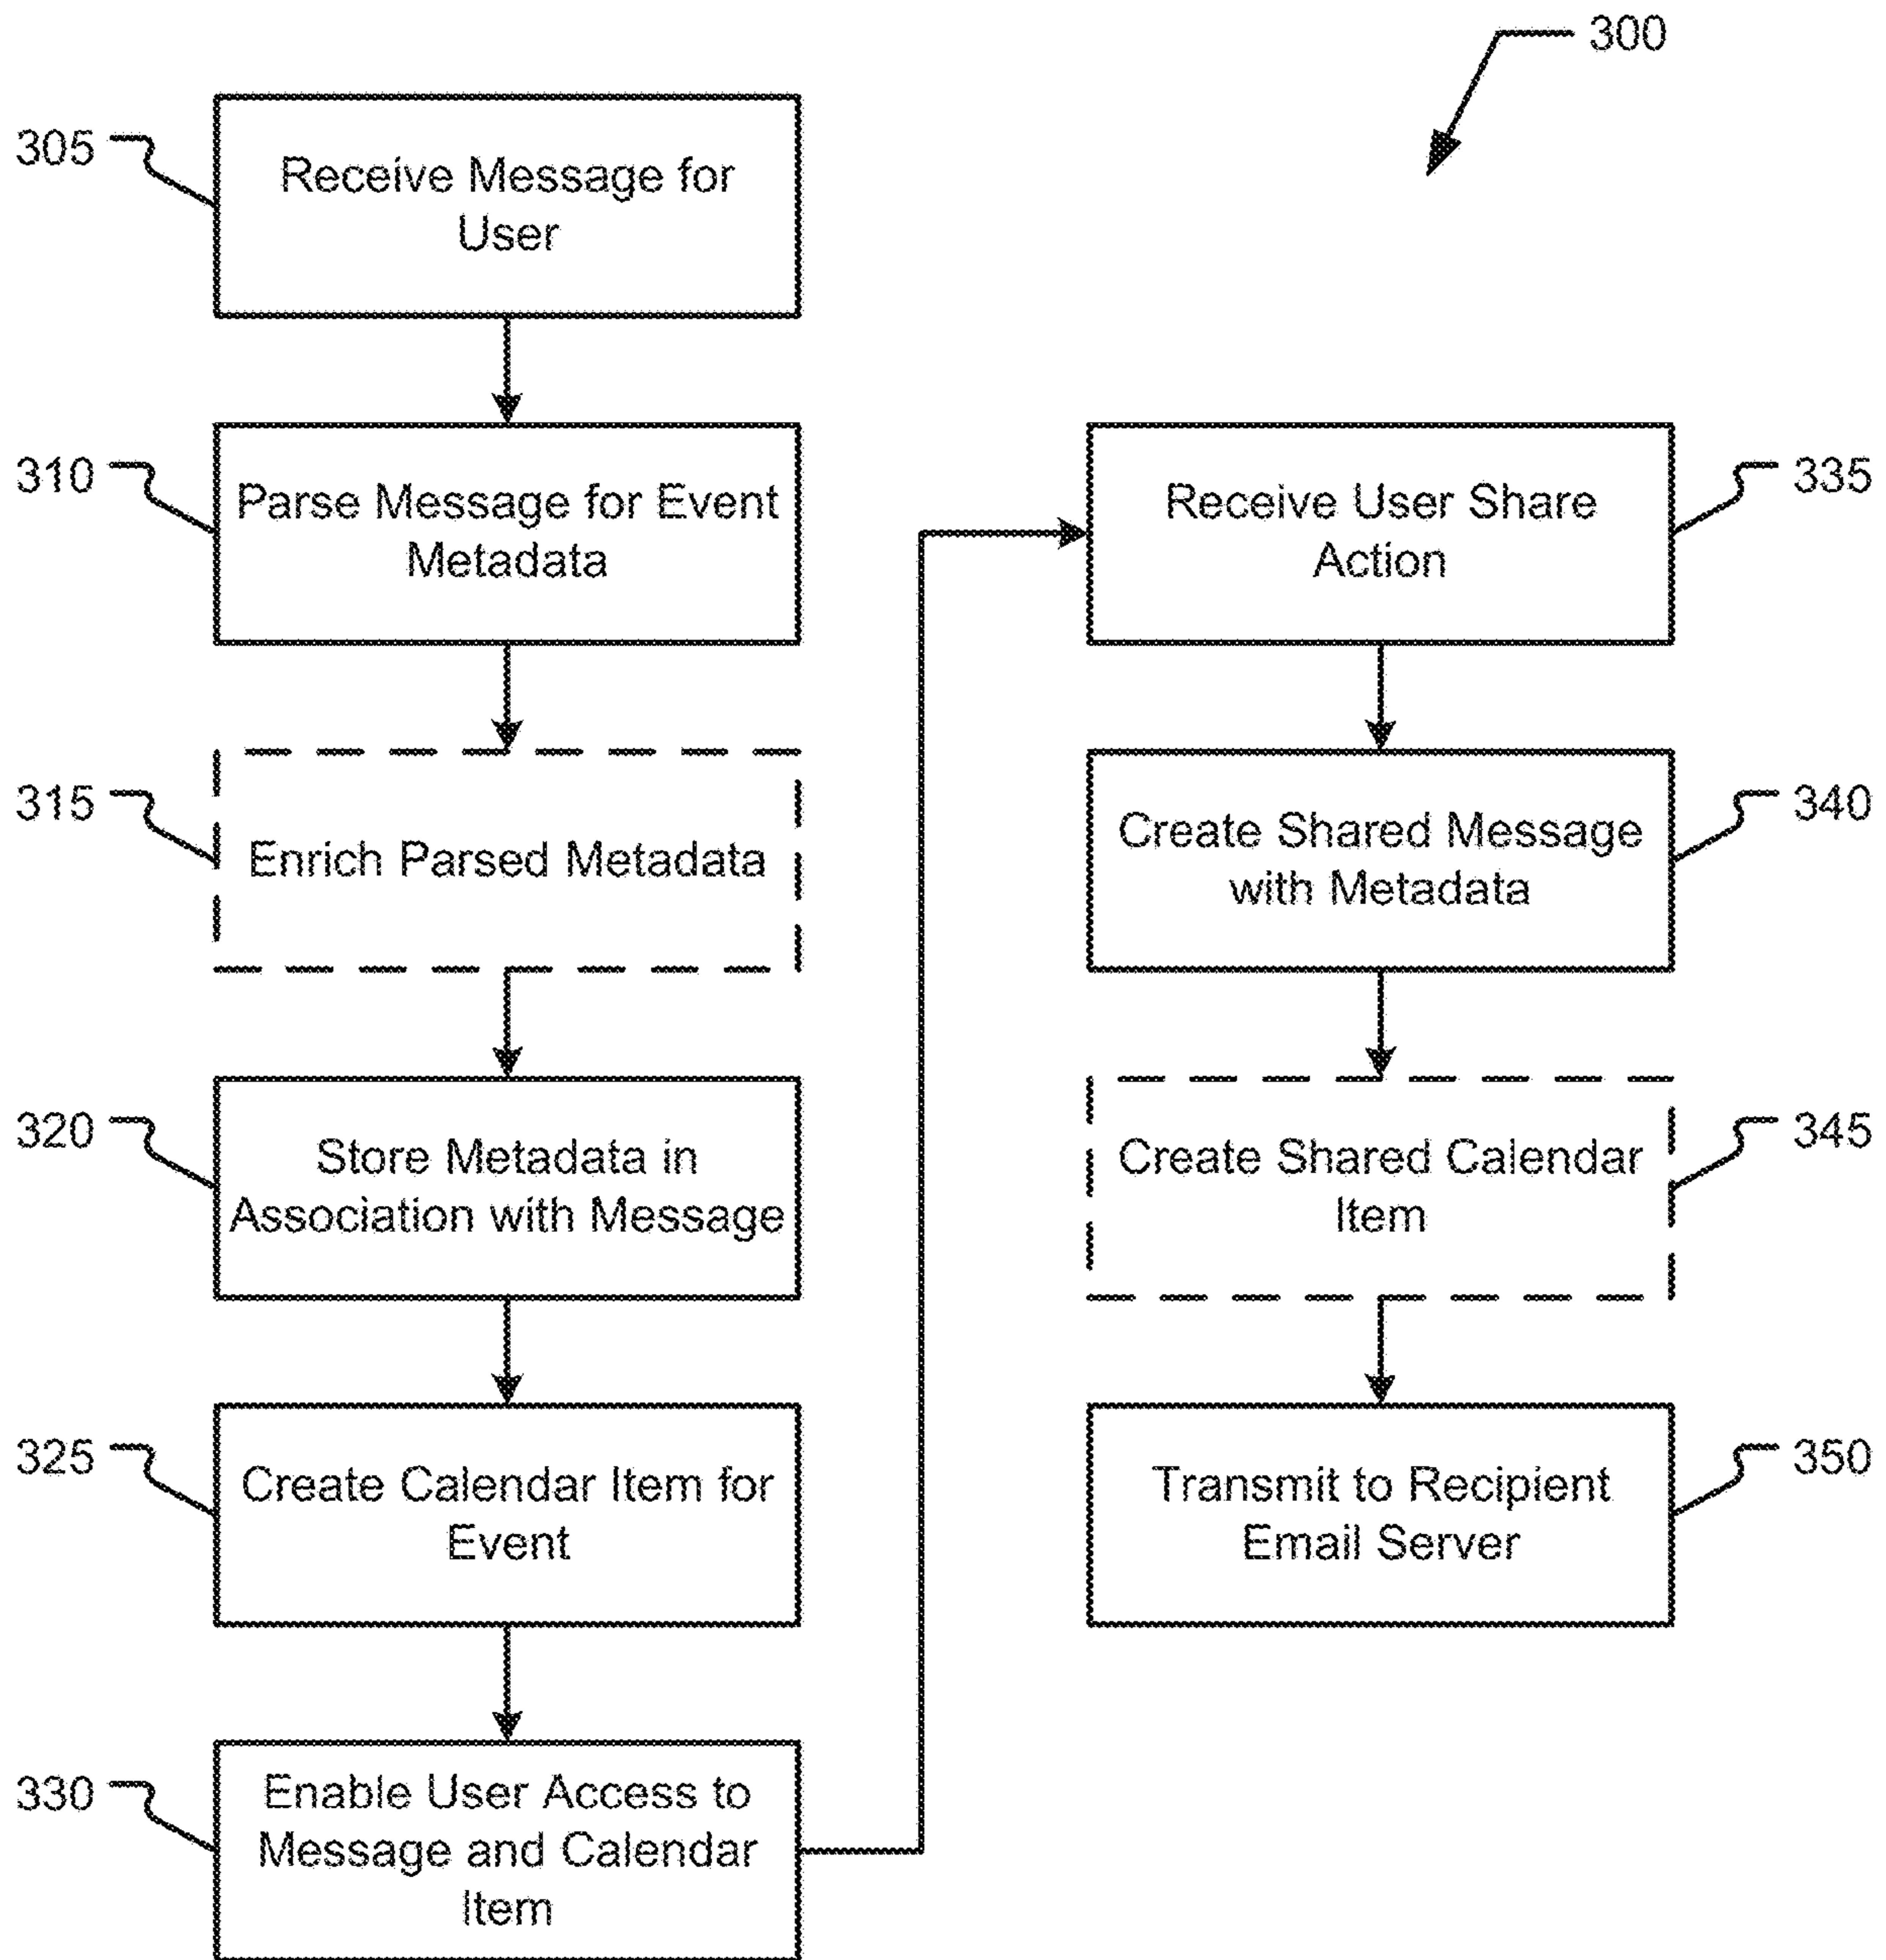 300
305
Receive Message for
User
310
Parse Message for Event
Metadata
315
Enrich Parsed Metadata
320
Store Metadata in
Association with Message
325
Create Calendar Item for
Event
330
Enable User Access to
Message and Calendar
Item
Receive User Share
Action
335
Create Shared Message
with Metadata
340
Create Shared Calendar
Item
345
Transmit to Recipient
Email Server
350